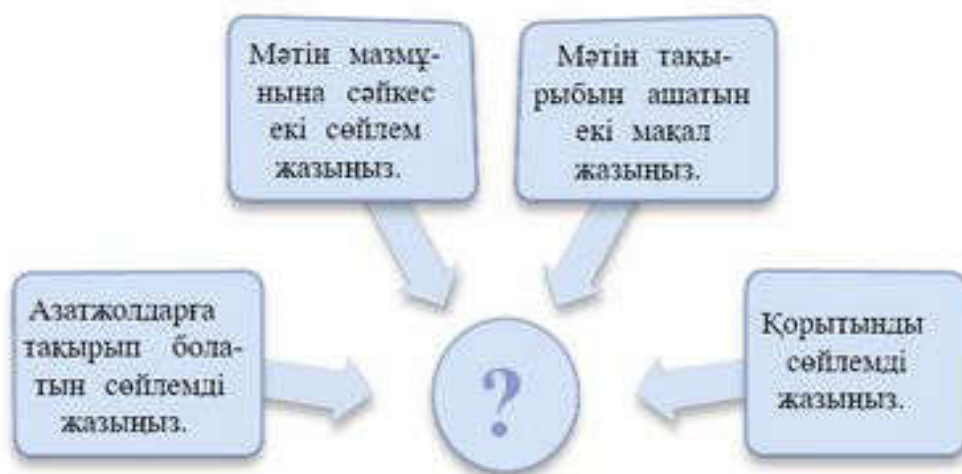 Мәтін мазмұ-
нына сәйкес
екі сөйлем
жазыңыз.
Мәтін тақы-
рыбын ашатын
екі мақал
жазыңыз.
Азатжолдарға
тақырып бола-
тын сөйлемді
жазыңыз.
?
Қорытынды
сөйлемді
жазыңыз.